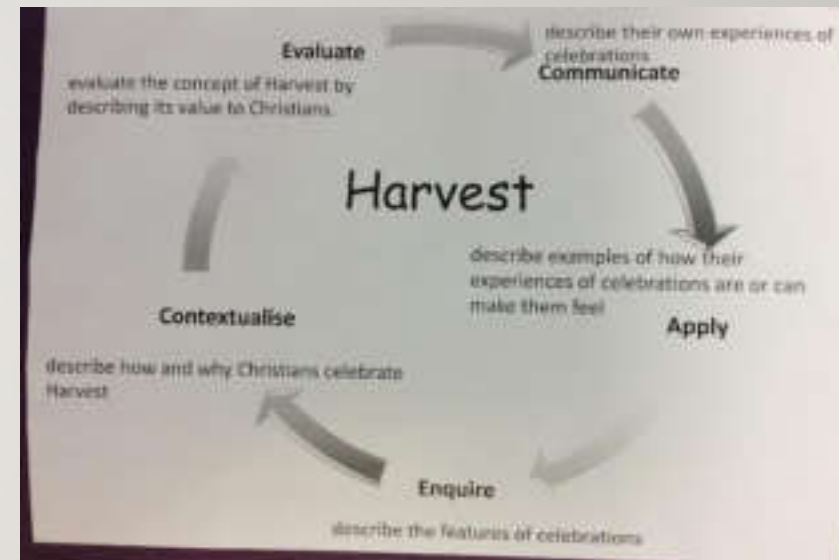 Evaluate
evaluate the concept of Harvest by
describing its value to Christians.
describe their own experiences of
celebrations
Communicate
Harvest
describe examples of how their
experiences of celebrations are or can
make them feel
Apply
Contextualise
describe how and why Christians celebrate
Harvest
Enquire
describe the features of celebrations